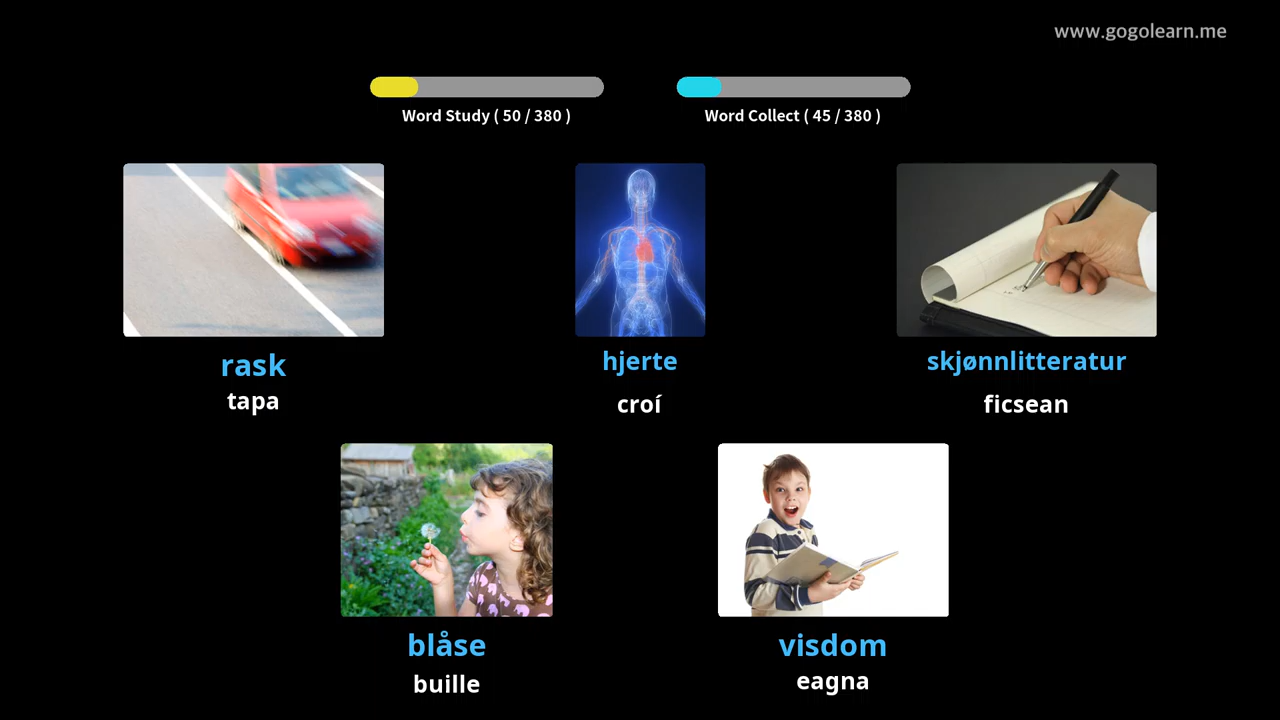 www.gogolearn.me
Word Study ( 50 / 380 )
Word Collect ( 45 / 380 )
rask
tapa
hjerte
croí
skjønnlitteratur
ficsean
blåse
buille
visdom
eagna